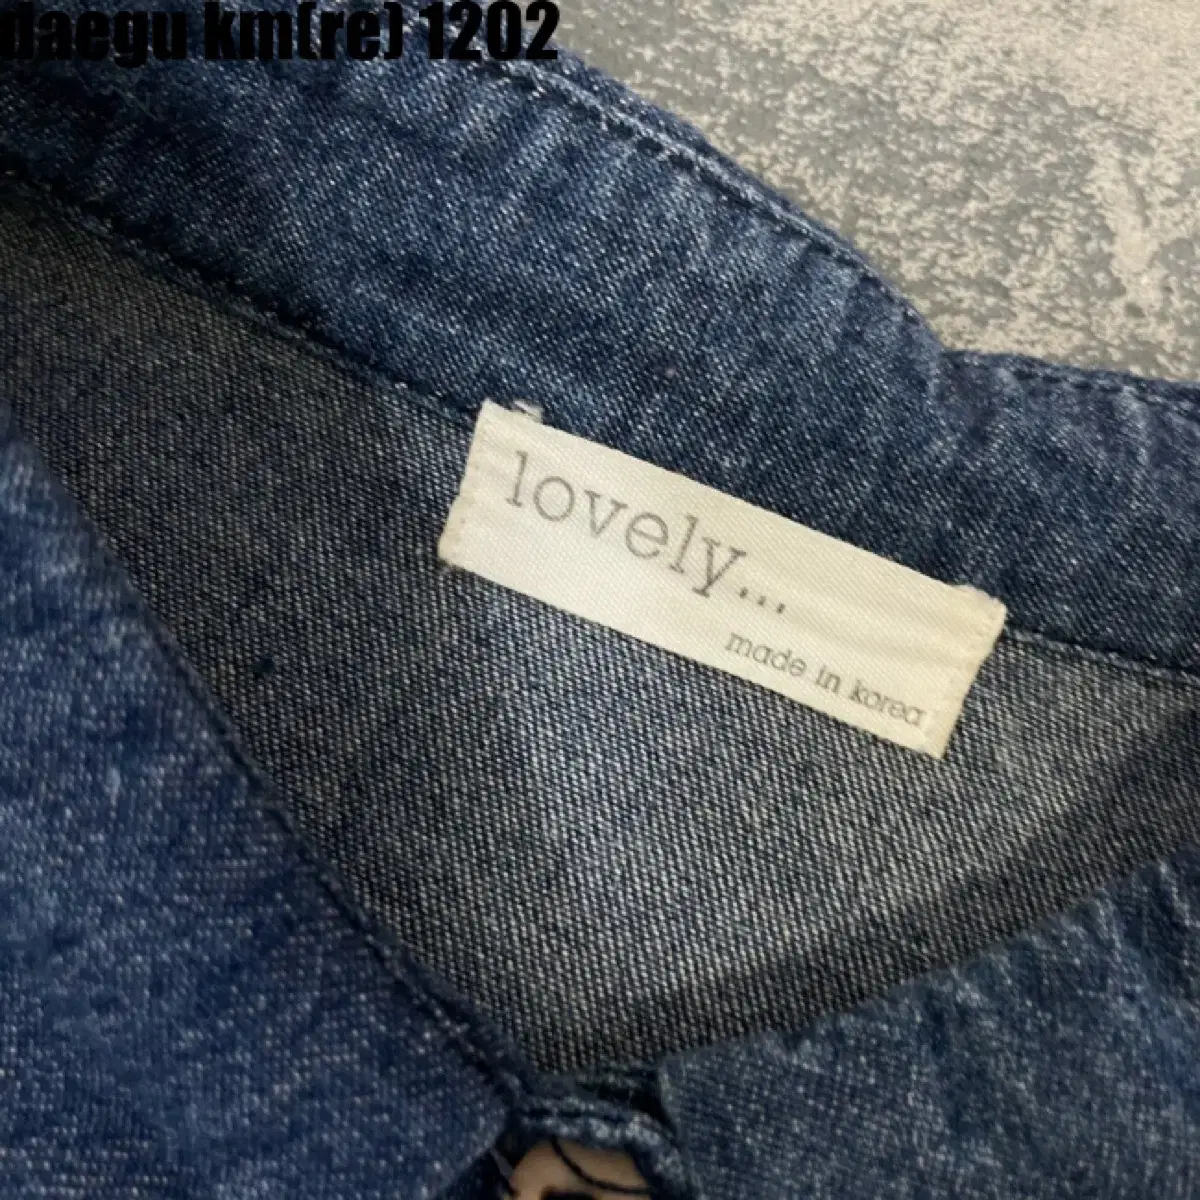 daegu km(re) 1202
lovely...
made in korea